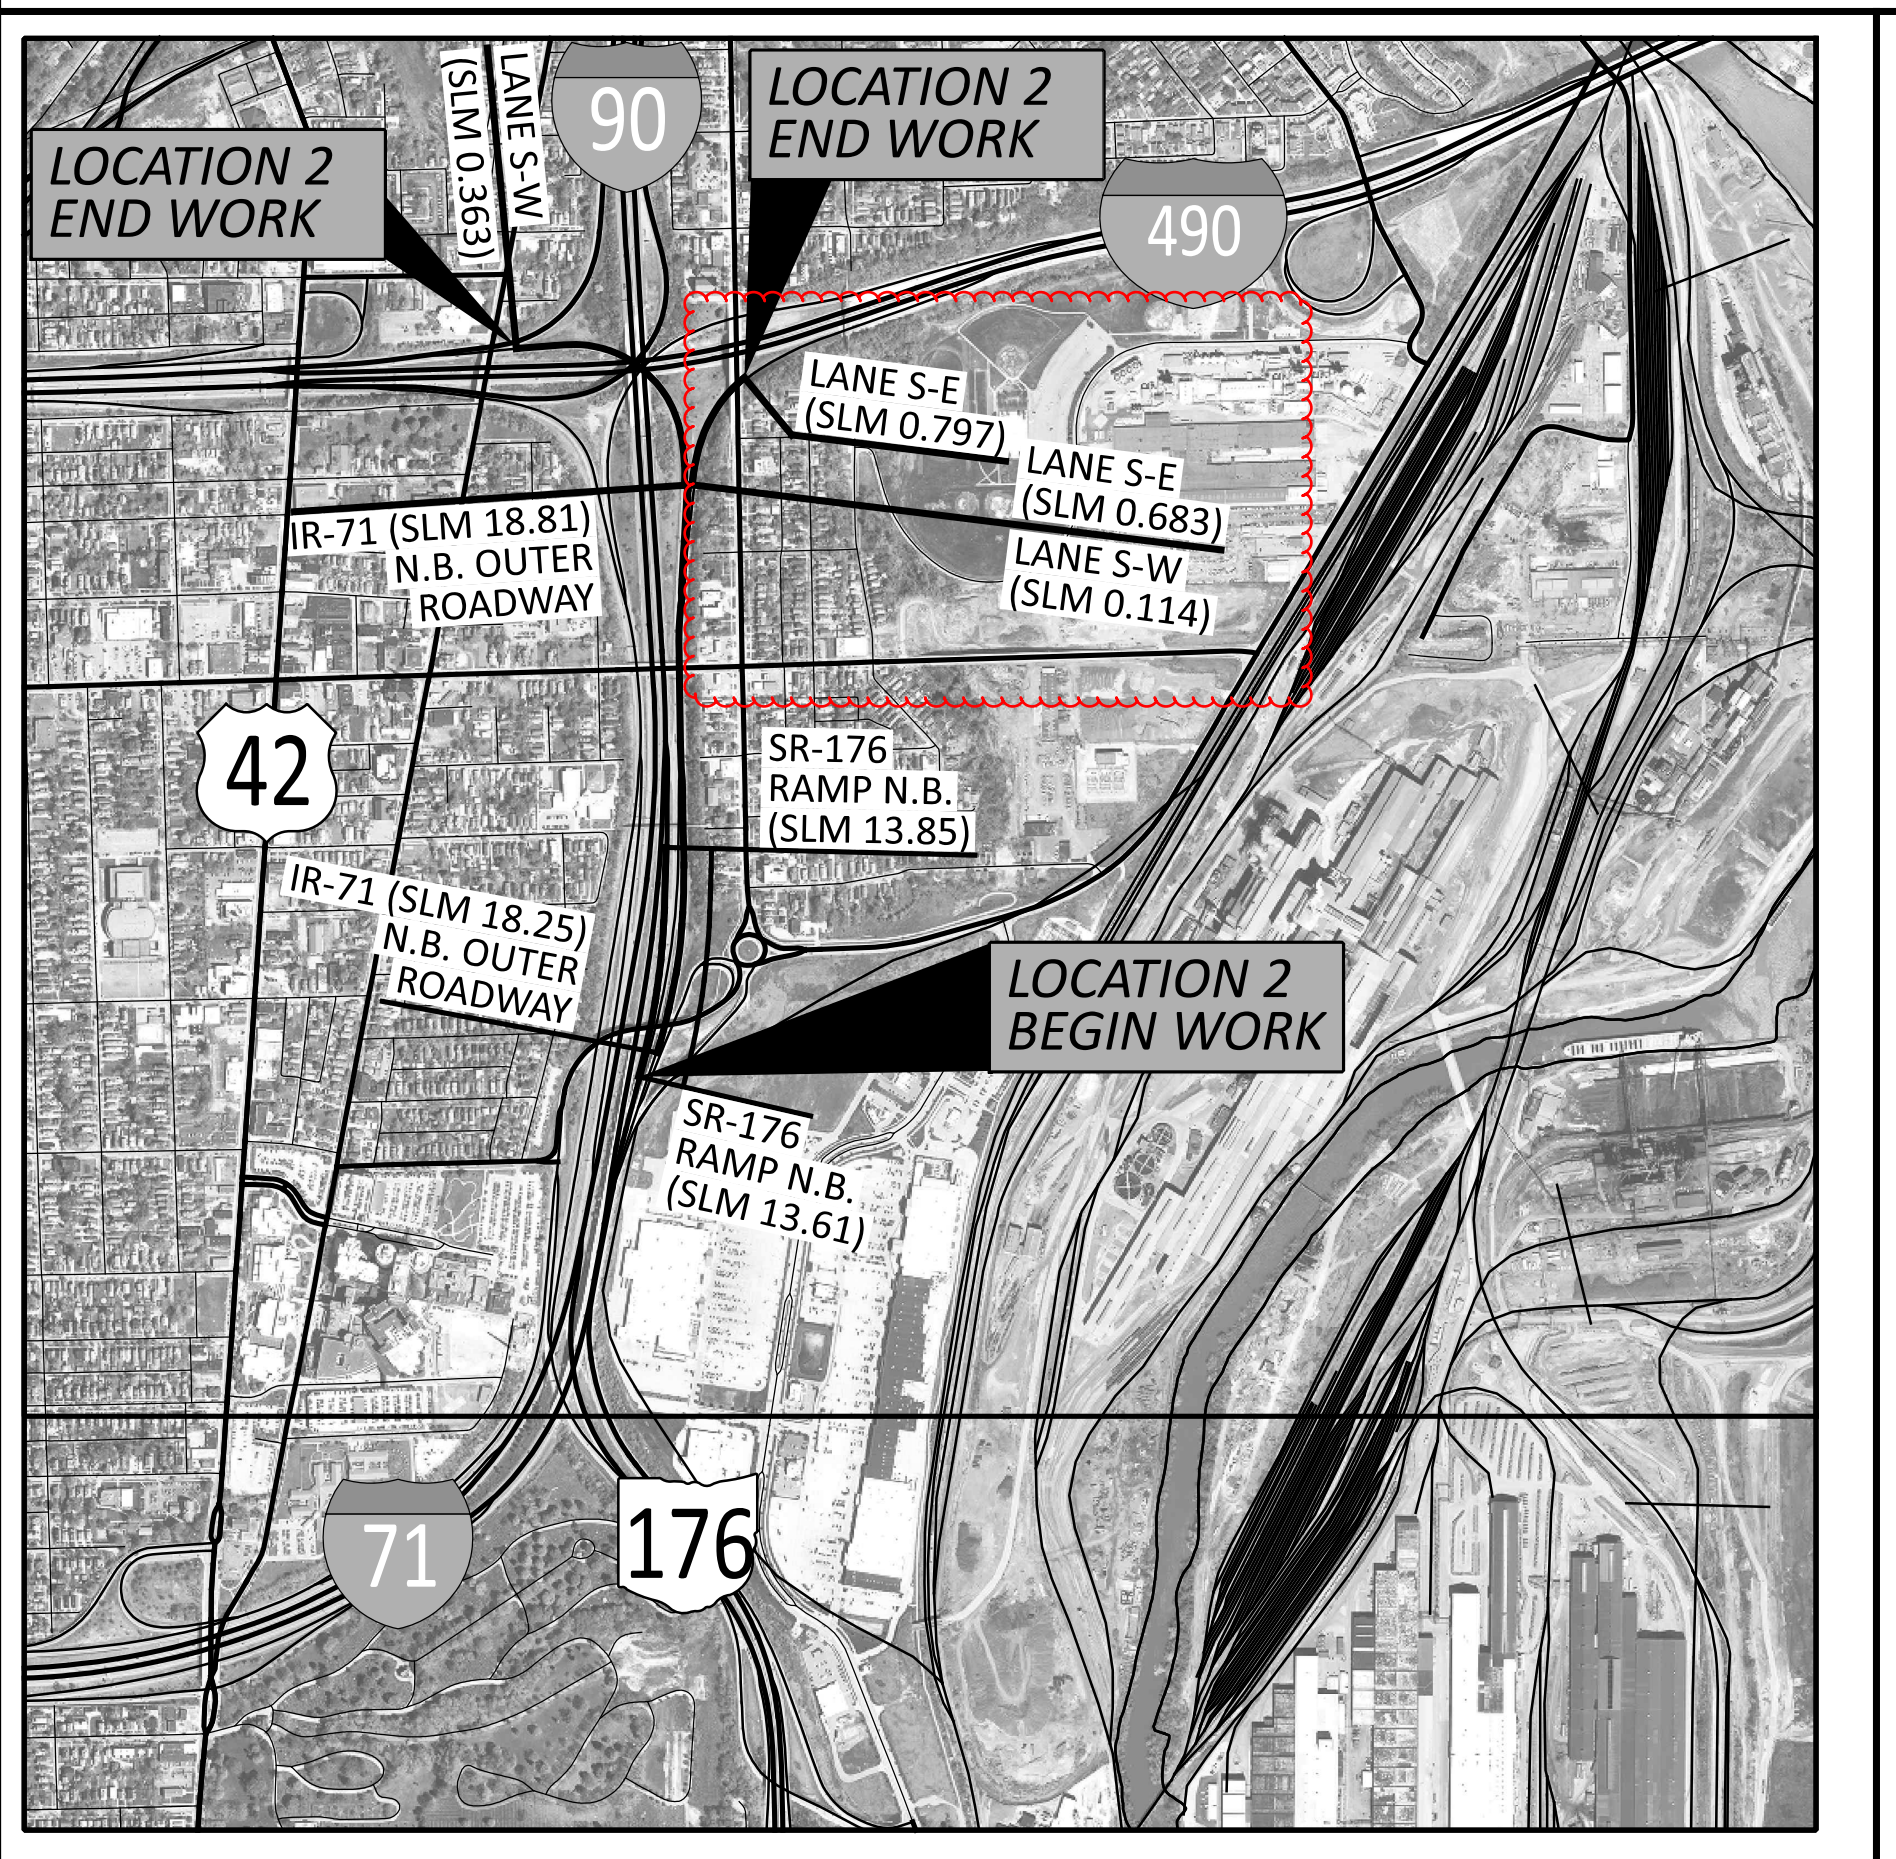 LANE S-W
(SLM 0.363)
90
LOCATION 2
END WORK
LOCATION 2
END WORK
490
LANE S-E
(SLM 0.797)
LANE S-E
(SLM 0.683)
LANE S-W
(SLM 0.114)
IR-71 (SLM 18.81)
N.B. OUTER
ROADWAY
42
SR-176
RAMP N.B.
(SLM 13.85)
IR-71 (SLM 18.25)
N.B. OUTER
ROADWAY
LOCATION 2
BEGIN WORK
SR-176
RAMP N.B.
(SLM 13.61)
71
176